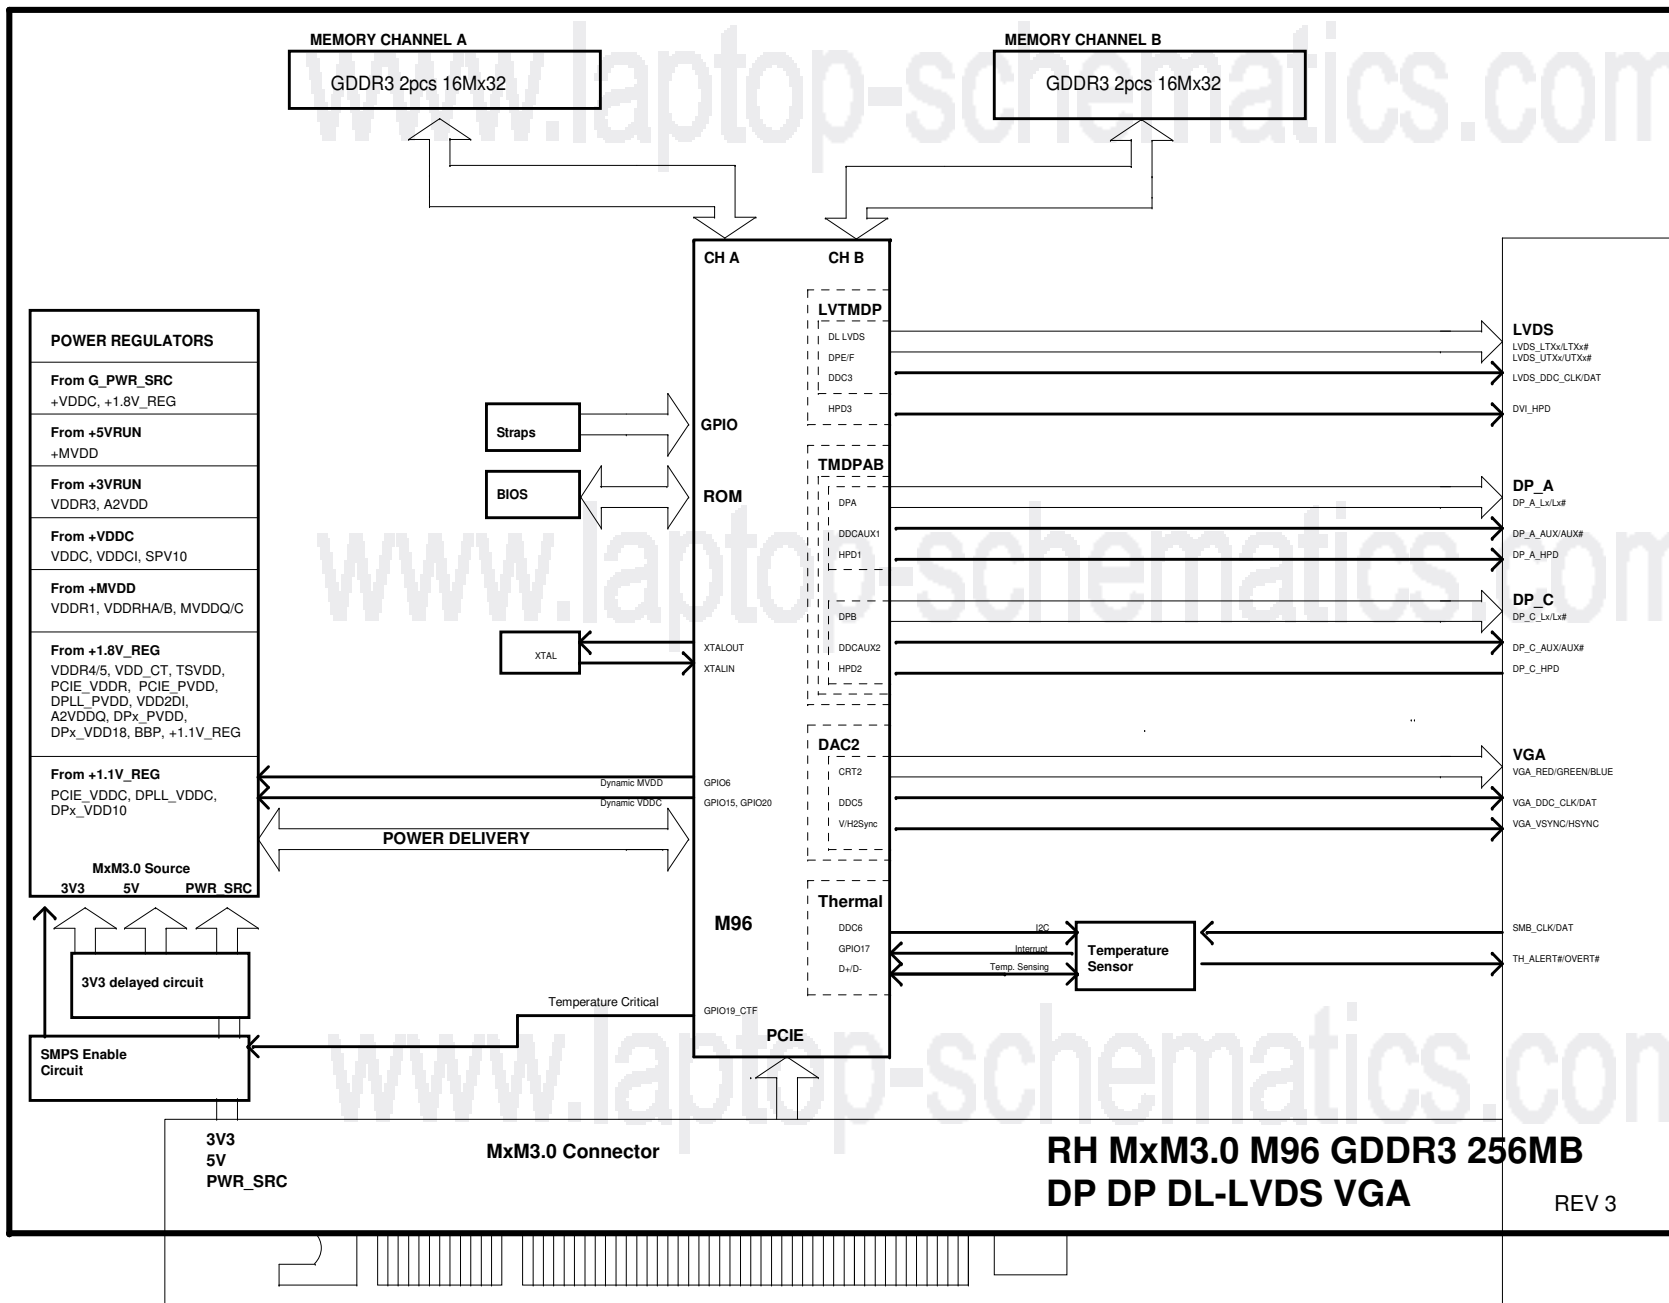 www.laptop-schematics.com
MEMORY CHANNEL A
GDDR3 2pcs 16Mx32
MEMORY CHANNEL B
GDDR3 2pcs 16Mx32
CH A
CH B
POWER REGULATORS
From G_PWR_SRC
+VDDC, +1.8V_REG
From +5VRUN
+MVDD
From +3VRUN
VDDR3, A2VDD
From +VDDC
VDDC, VDDCI, SPV10
From +MVDD
VDDR1, VDDRHA/B, MVDDQ/C
From +1.8V_REG
VDDR4/5, VDD_CT, TSVDD,
PCIE_VDDR, PCIE_PVDD,
DPLL_PVDD, VDD2DI,
A2VDDQ, DPx_PVDD,
DPx_VDD18, BBP, +1.1V_REG
From +1.1V_REG
PCIE_VDDC, DPLL_VDDC,
DPx_VDD10
MxM3.0 Source
3V3
5V
PWR_SRC
3V3 delayed circuit
SMPS Enable
Circuit
Straps
BIOS
XTAL
GPIO
ROM
XTALOUT
XTALIN
Dynamic MVDD
GPIO6
Dynamic VDDC
GPIO15, GPIO20
POWER DELIVERY
M96
Temperature Critical
GPIO19_CTF
PCIE
LVTMDP
DL LVDS
DPE/F
DDC3
HPD3
TMDPAB
DPA
DDCAUX1
HPD1
DPB
DDCAUX2
HPD2
DAC2
CRT2
DDC5
V/H2Sync
Thermal
DDC6
GPIO17
D+/D-
I2C
Interrupt
Temp. Sensing
Temperature
Sensor
LVDS
LVDS_LTXx/LTXx#
LVDS_UTXx/UTXx#
LVDS_DDC_CLK/DAT
DVI_HPD
DP_A
DP_A_Lx/Lx#
DP_A_AUX/AUX#
DP_A_HPD
www.laptop-schematics.com
DP_C
DP_C_Lx/Lx#
DP_C_AUX/AUX#
DP_C_HPD
VGA
VGA_RED/GREEN/BLUE
VGA_DDC_CLK/DAT
VGA_VSYNC/HSYNC
SMB_CLK/DAT
TH_ALERT#/OVERT#
www.laptop-schematics.com
3V3
5V
PWR_SRC
MxM3.0 Connector
RH MxM3.0 M96 GDDR3 256MB
DP DP DL-LVDS VGA
REV 3